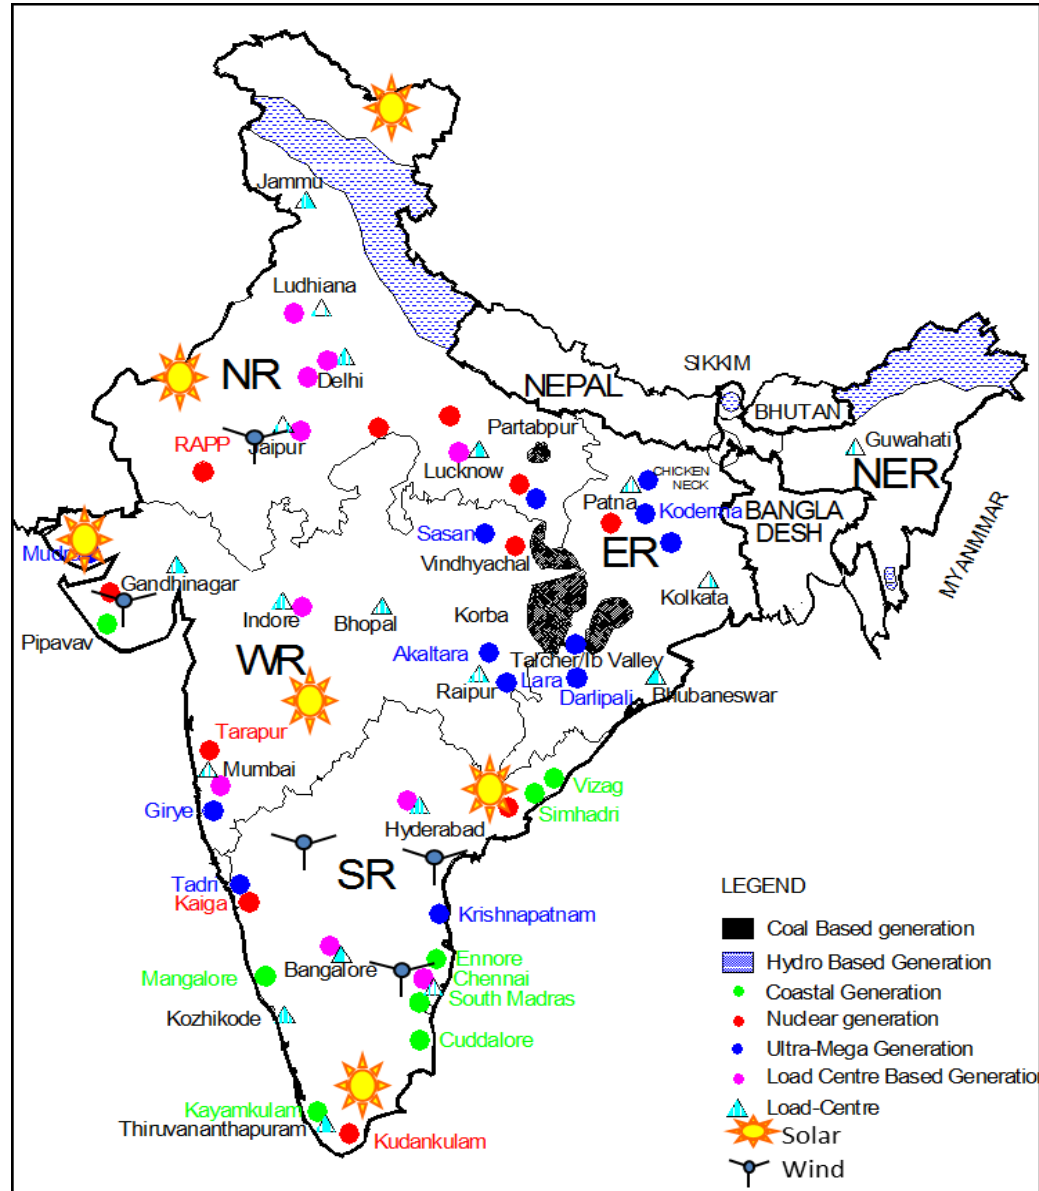 Jammu
Ludhiana
NR
Delhi
SIKKIM
NEPAL
BHUTAN
Partabpur
RAPP
Jaipur
Lucknow
Guwahati
CHICKEN
NECK
NER
Patna
BANGLA
DESH
Koderma
MYANMMAR
Sasan
Vindhyachal
ER
Mudra
Gandhinagar
Kolkata
Pipavav
Indore
Bhopal
Korba
WR
Akaltara
Talcher/Ib Valley
Raipur
Lara
Darlipali
Bhubaneswar
Tarapur
Mumbai
Girye
Vizag
Simhadri
Hyderabad
SR
Tadri
Kaiga
Krishnapatnam
Mangalore
Bangalore
Ennore
Chennai
South Madras
Kozhikode
Cuddalore
Kayamkulam
Thiruvananthapuram
Kudankulam
LEGEND
Coal Based generation
Hydro Based Generation
Coastal Generation
Nuclear generation
Ultra-Mega Generation
Load Centre Based Generation
Load-Centre
Solar
Wind